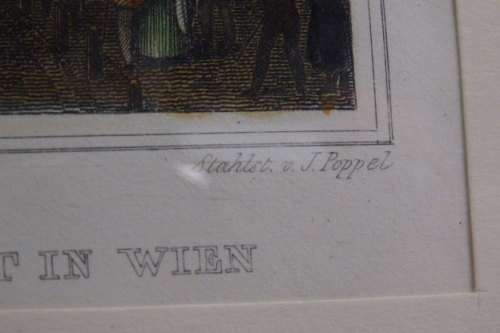 Stahlst. v. J. Poppel
T IN WIEN